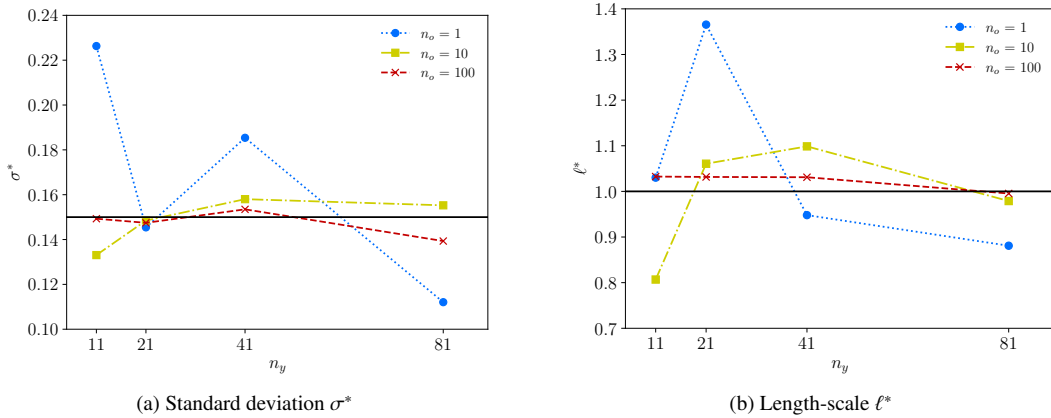 0.24
0.22
0.20
0.18
0.16
0.14
0.12
0.10
σ*
11 21 41 81
n_y
n_o = 1
n_o = 10
n_o = 100
(a) Standard deviation σ*
1.4
1.3
1.2
1.1
1.0
0.9
0.8
0.7
ℓ*
11 21 41 81
n_y
n_o = 1
n_o = 10
n_o = 100
(b) Length-scale ℓ*